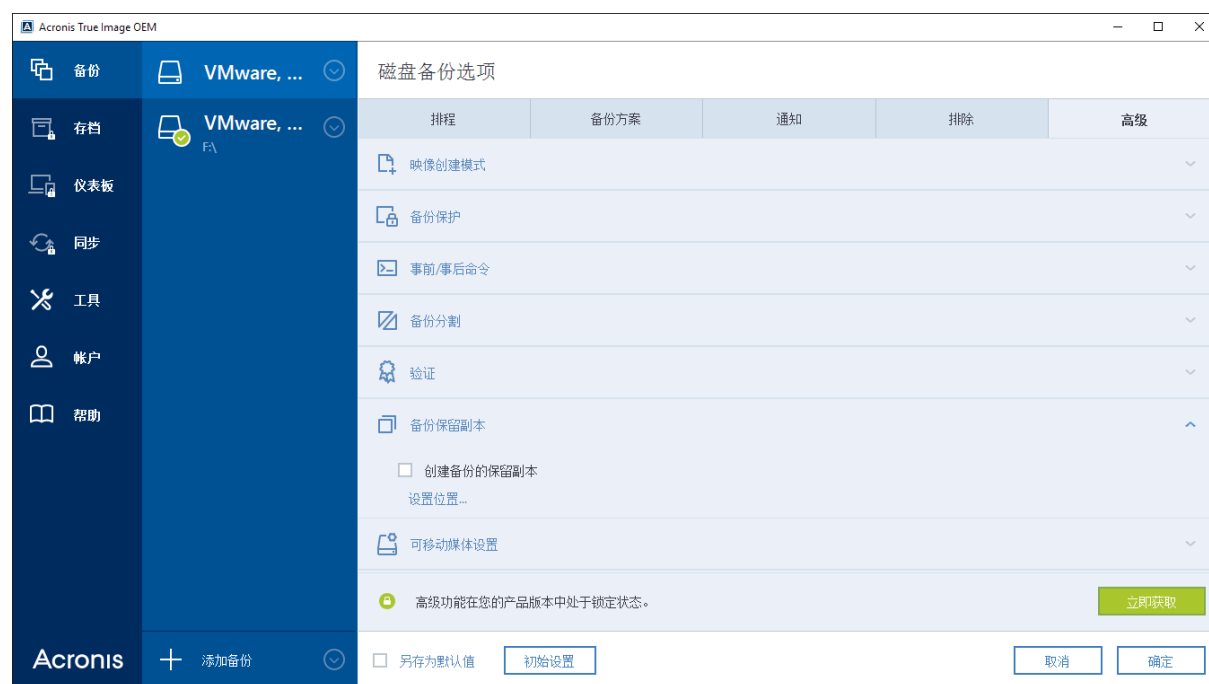 Acronis True Image OEM
备份
存档
仪表板
同步
工具
帐户
帮助
Acronis
VMware, ...
VMware, ...
F:\
添加备份
磁盘备份选项
排程
备份方案
通知
排除
高级
映像创建模式
备份保护
事前/事后命令
备份分割
验证
备份保留副本
创建备份的保留副本
设置位置...
可移动媒体设置
高级功能在您的产品版本中处于锁定状态。
立即获取
另存为默认值
初始设置
取消
确定